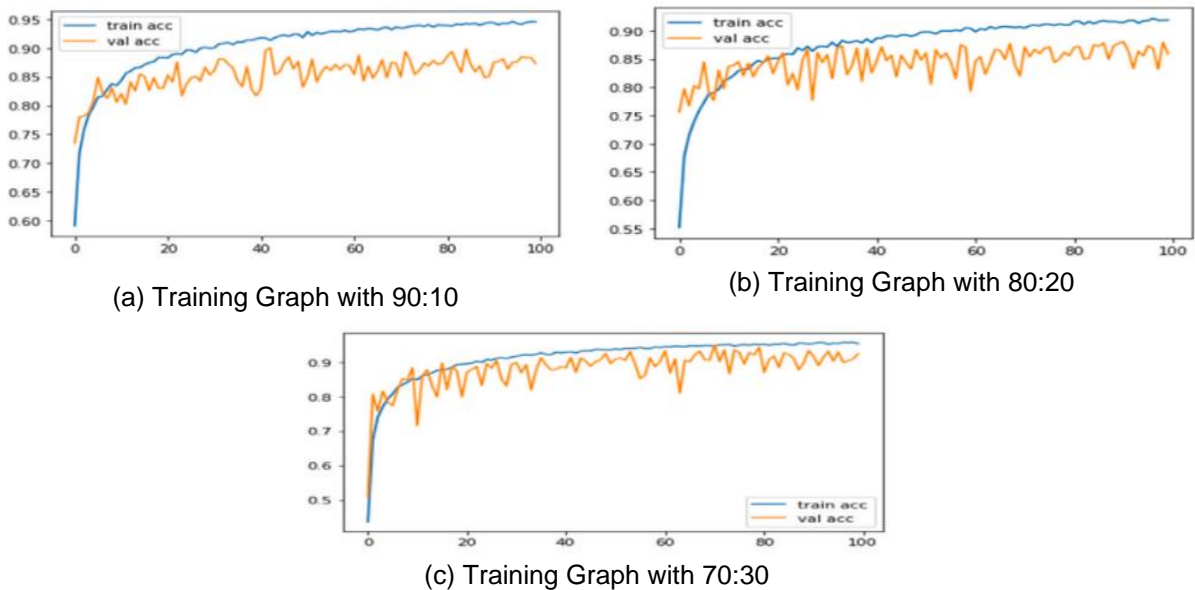 0.95
0.90
0.85
0.80
0.75
0.70
0.65
0.60
train acc
val acc
0 20 40 60 80 100
(a) Training Graph with 90:10
0.90
0.85
0.80
0.75
0.70
0.65
0.60
0.55
train acc
val acc
0 20 40 60 80 100
(b) Training Graph with 80:20
0.9
0.8
0.7
0.6
0.5
train acc
val acc
0 20 40 60 80 100
(c) Training Graph with 70:30